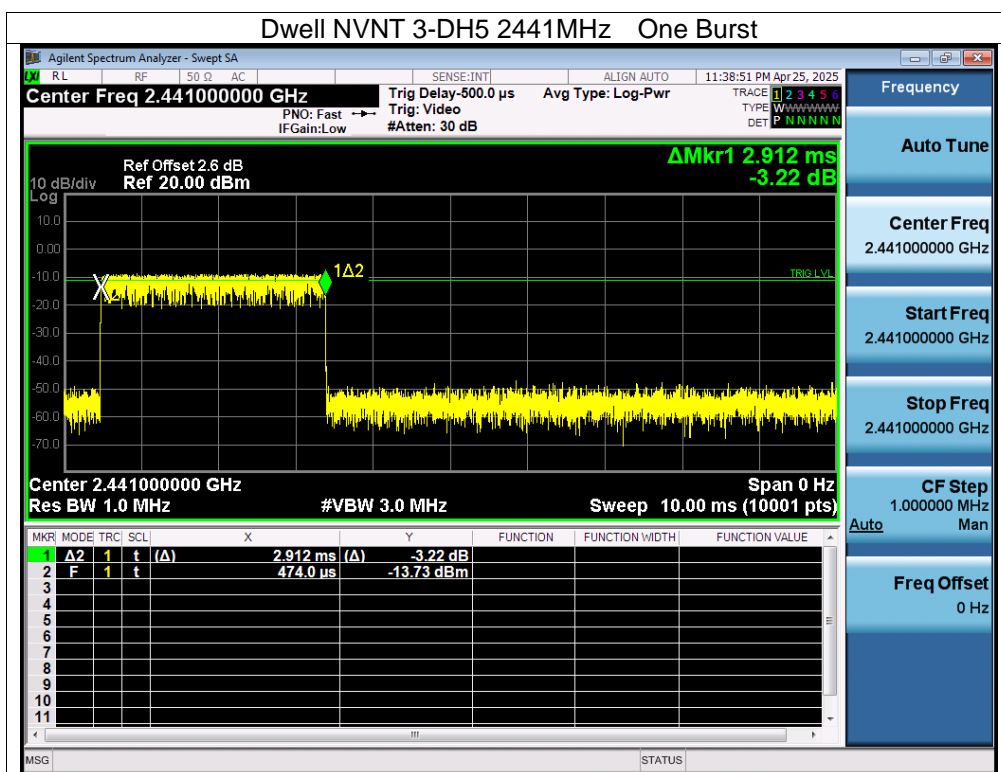 Dwell NVNT 3-DH5 2441MHz One Burst
Agilent Spectrum Analyzer - Swept SA
LXI RL RF 50 Ω AC SENSE:INT ALIGN AUTO 11:38:51 PM Apr 25, 2025
Center Freq 2.441000000 GHz Trig Delay-500.0 µs Avg Type: Log-Pwr TRACE 1 2 3 4 5 6
PNO: Fast Trig: Video TYPE WWWWWW
IFGain:Low #Atten: 30 dB DET P N N N N N
Frequency
Auto Tune
Center Freq
2.441000000 GHz
Start Freq
2.441000000 GHz
Stop Freq
2.441000000 GHz
CF Step
1.000000 MHz
Auto Man
Freq Offset
0 Hz
ΔMkr1 2.912 ms
-3.22 dB
Ref Offset 2.6 dB
10 dB/div Ref 20.00 dBm
Log
10.0
0.00
-10.0
-20.0
-30.0
-40.0
-50.0
-60.0
-70.0
1Δ2
TRIG LVL
Center 2.441000000 GHz Span 0 Hz
Res BW 1.0 MHz #VBW 3.0 MHz Sweep 10.00 ms (10001 pts)
MKR MODE TRC SCL X Y FUNCTION FUNCTION WIDTH FUNCTION VALUE
1 Δ2 1 t (Δ) 2.912 ms (Δ) -3.22 dB
2 F 1 t 474.0 µs -13.73 dBm
3
4
5
6
7
8
9
10
11
MSG STATUS